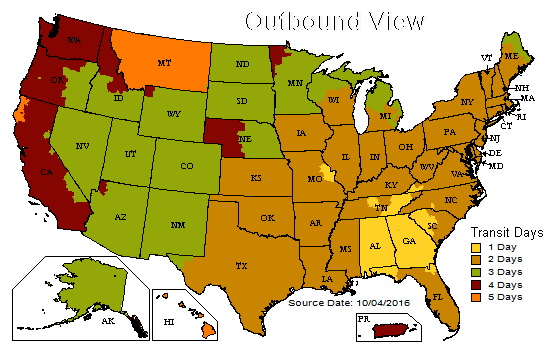 Outbound View
WA
MT
ND
MN
VT
ME
OR
ID
SD
WI
MI
NY
NH
MA
WY
RI
CT
NV
UT
NE
IA
PA
NJ
CO
IL
IN
OH
DE
CA
KS
MO
WV
VA
MD
KY
AZ
NM
OK
AR
TN
NC
SC
TX
MS
AL
GA
LA
FL
AK
HI
PR
Transit Days
1 Day
2 Days
3 Days
4 Days
5 Days
Source Date: 10/04/2016